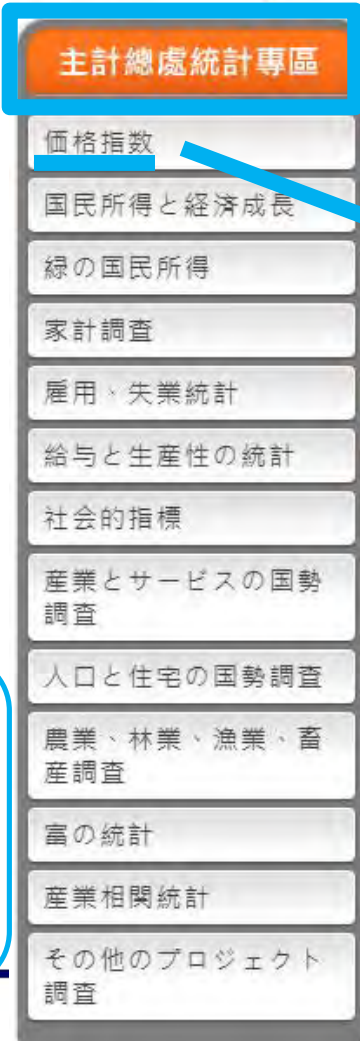 主計總處統計專區
価格指数
国民所得と経済成長
緑の国民所得
家計調査
雇用、失業統計
給与と生産性の統計
社会的指標
産業とサービスの国勢
調査
人口と住宅の国勢調査
農業、林業、漁業、畜
産調査
富の統計
産業相関統計
その他のプロジェクト
調査